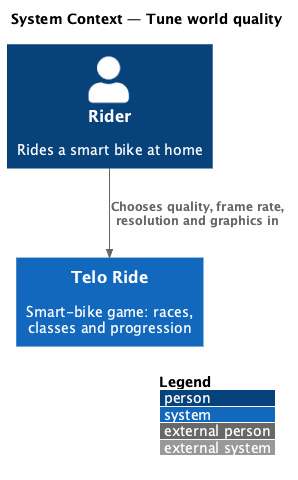 System Context — Tune world quality
Rider
Rides a smart bike at home
Chooses quality, frame rate,
resolution and graphics in
Telo Ride
Smart-bike game: races,
classes and progression
Legend
person
system
external person
external system